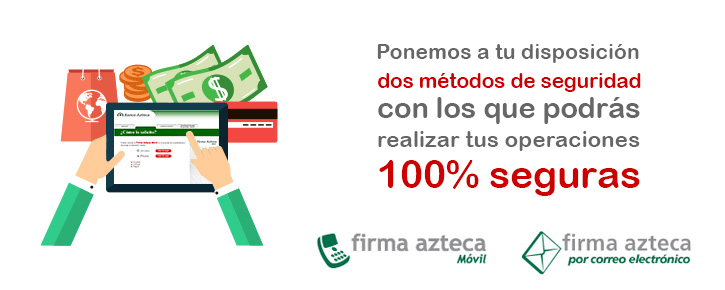 Banco Azteca
¿Cómo lo solicito?
Ponemos a tu disposición
dos métodos de seguridad
con los que podrás
realizar tus operaciones
100% seguras
firma azteca
Móvil
firma azteca
por correo electrónico